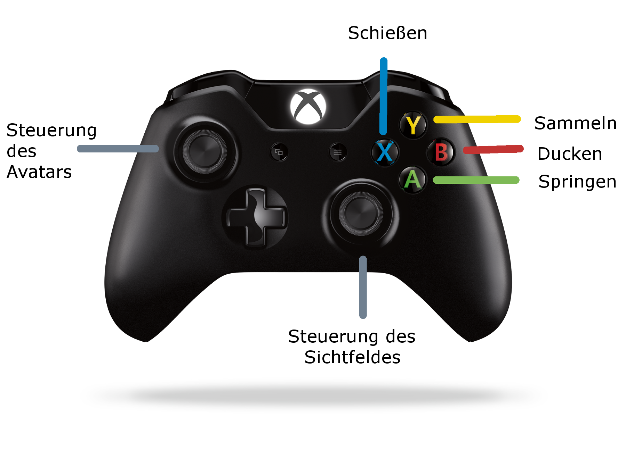 Schießen
Sammeln
Ducken
Springen
Steuerung
des
Avatars
Y
X
B
A
Steuerung des
Sichtfeldes